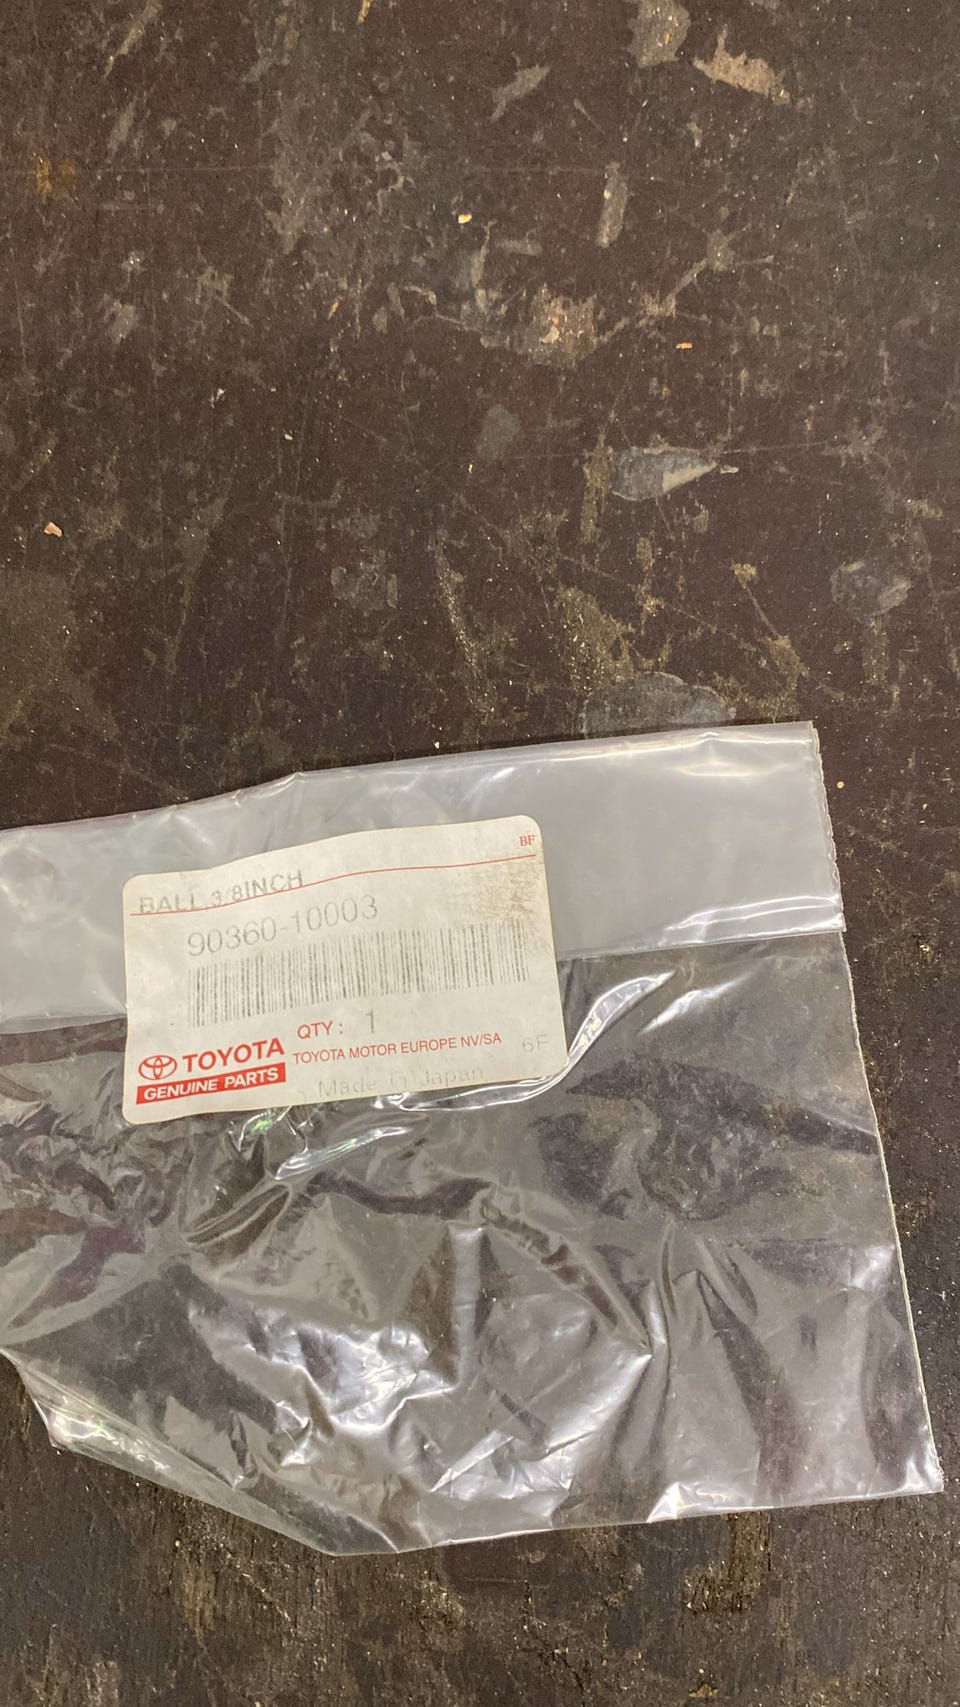 BF
BALL,3/8INCH
90360-10003
QTY: 1
TOYOTA
GENUINE PARTS
TOYOTA MOTOR EUROPE NV/SA
6F
Made in Japan